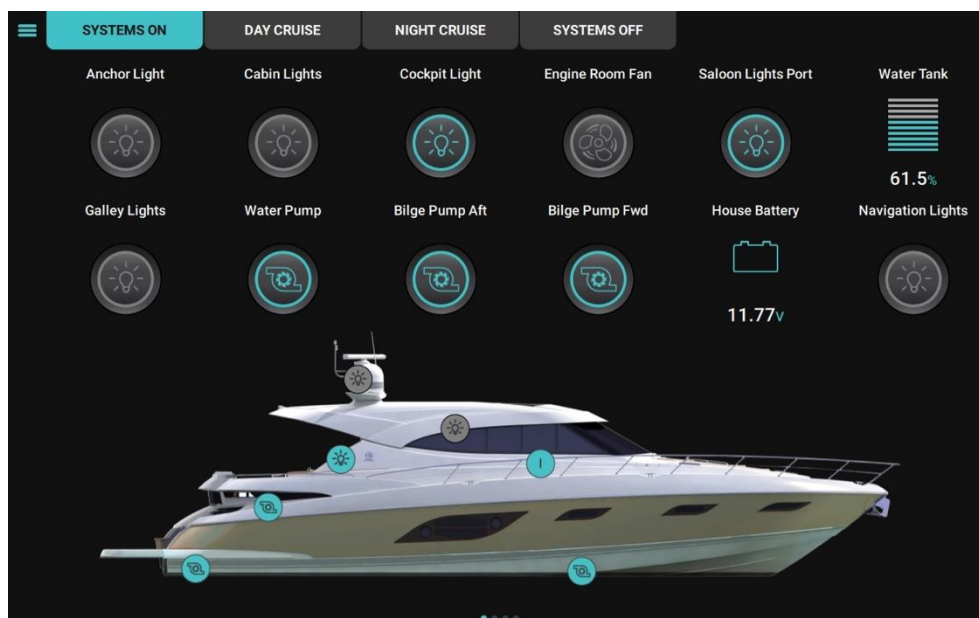 SYSTEMS ON DAY CRUISE NIGHT CRUISE SYSTEMS OFF
Anchor Light Cabin Lights Cockpit Light Engine Room Fan Saloon Lights Port Water Tank
61.5%
Galley Lights Water Pump Bilge Pump Aft Bilge Pump Fwd House Battery Navigation Lights
11.77V